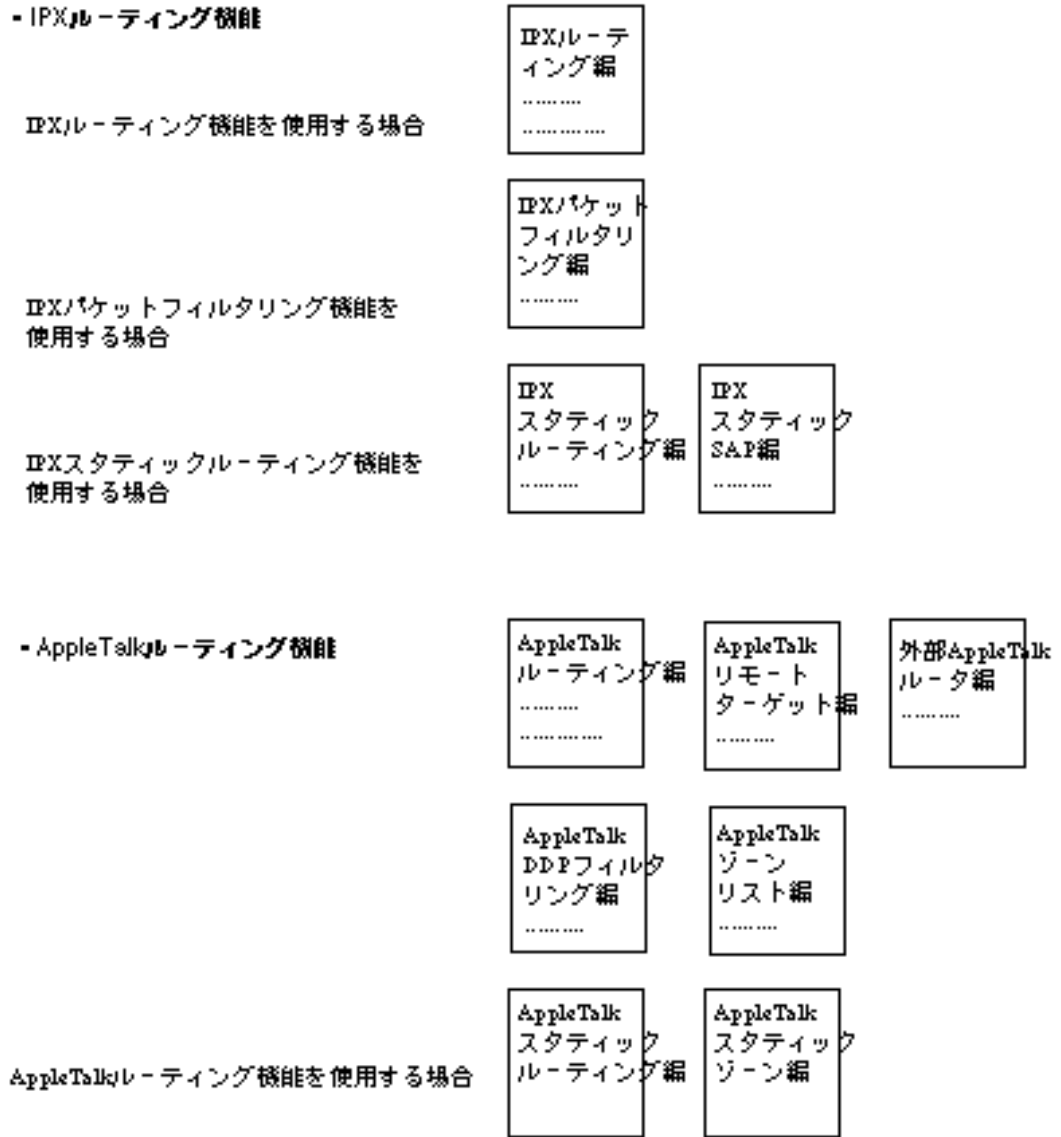 ・IPXルーティング機能
IPXルーティング機能を使用する場合
IPXルーテ
ィング編
.........
.............
IPXパケットフィルタリング機能を
使用する場合
IPXパケット
フィルタリ
ング編
.........
IPXスタティックルーティング機能を
使用する場合
IPX
スタティック
ルーティング編
.........
IPX
スタティック
SAP編
.........
・AppleTalkルーティング機能
AppleTalk
ルーティング編
.........
.............
AppleTalk
リモート
ターゲット編
.........
外部AppleTalk
ルータ編
.........
AppleTalk
DDPフィルタ
リング編
.........
AppleTalk
ゾーン
リスト編
.........
AppleTalkルーティング機能を使用する場合
AppleTalk
スタティック
ルーティング編
AppleTalk
スタティック
ゾーン編